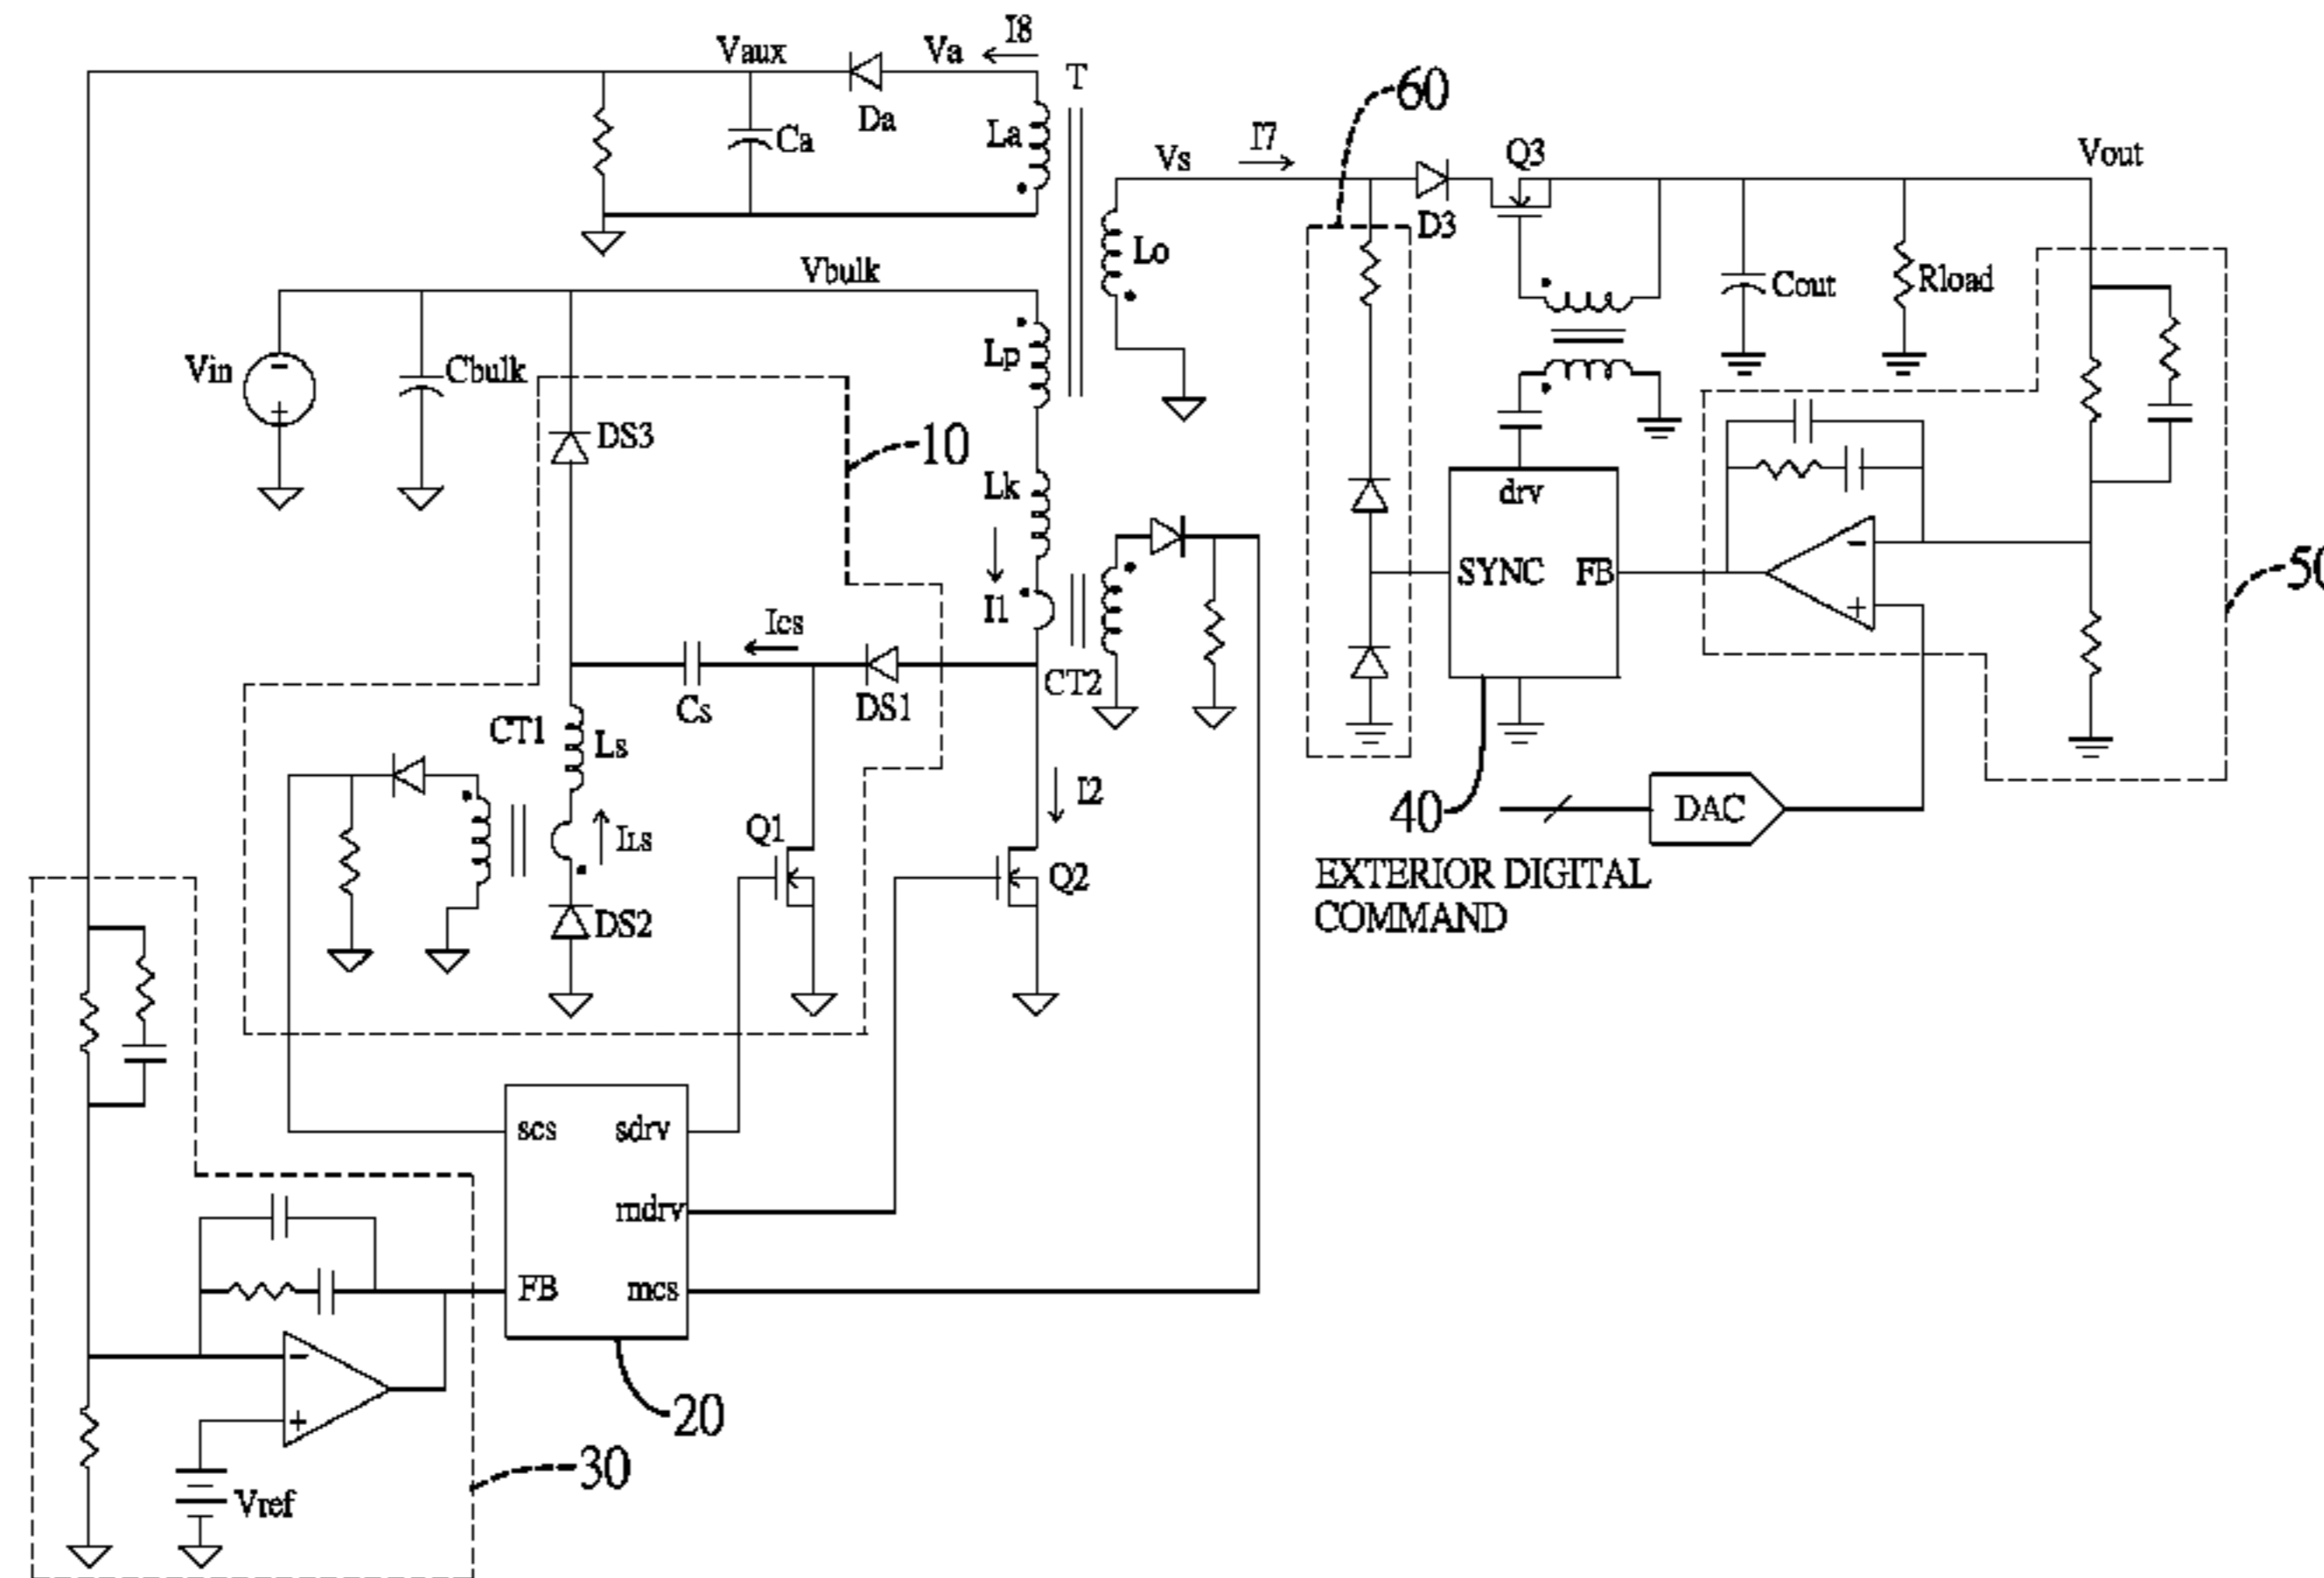 I8
Vaux
Va
T
60
Da
Ca
La
Vs
I7
Q3
Vout
D3
Lo
Vbulk
Cout
Rload
Vin
Lp
Cbulk
DS3
10
Lk
drv
SYNC
FB
50
I1
Ics
CT2
Cs
DS1
CT1
Ls
I2
40
DAC
ILs
Q1
Q2
EXTERIOR DIGITAL
COMMAND
DS2
scs
sdrv
mdrv
FB
mcs
20
30
Vref